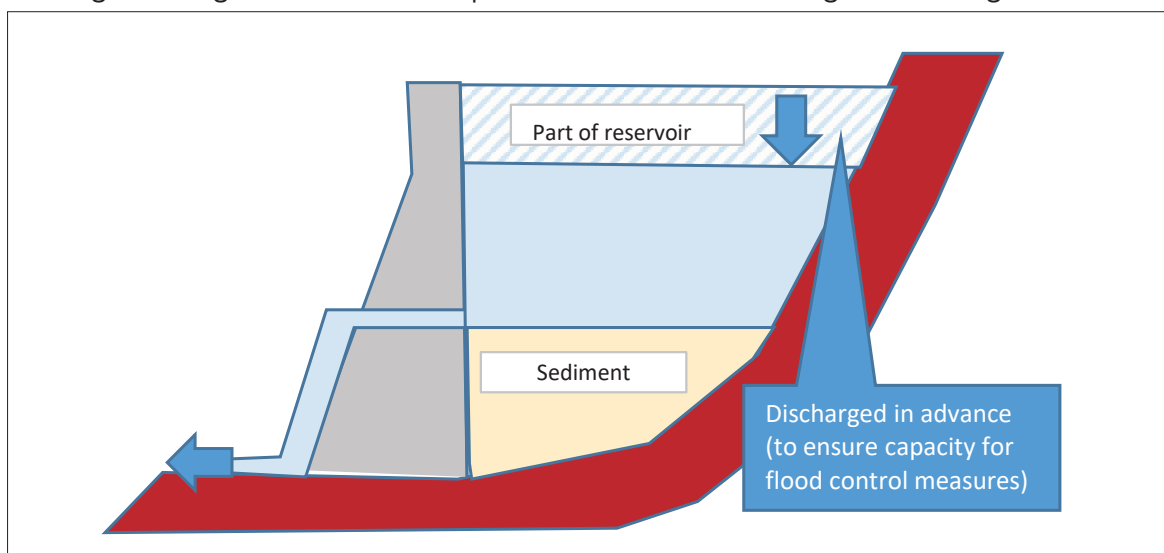 Part of reservoir
Sediment
Discharged in advance
(to ensure capacity for
flood control measures)